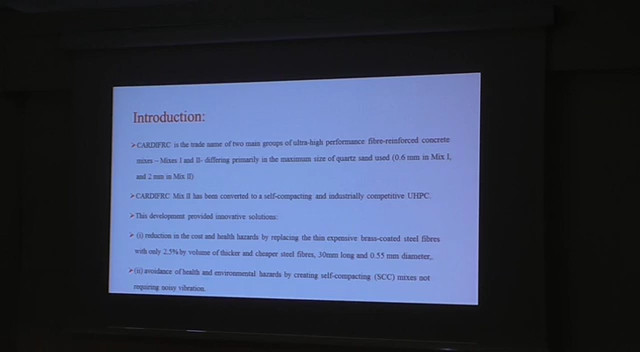 Introduction:
➢CARDIFRC is the trade name of two main groups of ultra-high performance fibre-reinforced concrete
mixes – Mixes I and II- differing primarily in the maximum size of quartz sand used (0.6 mm in Mix I,
and 2 mm in Mix II)
➢CARDIFRC Mix II has been converted to a self-compacting and industrially competitive UHPC.
➢This development provided innovative solutions:
➢ (i) reduction in the cost and health hazards by replacing the thin expensive brass-coated steel fibres
with only 2.5% by volume of thicker and cheaper steel fibres, 30mm long and 0.55 mm diameter,.
➢(ii) avoidance of health and environmental hazards by creating self-compacting (SCC) mixes not
requiring noisy vibration.